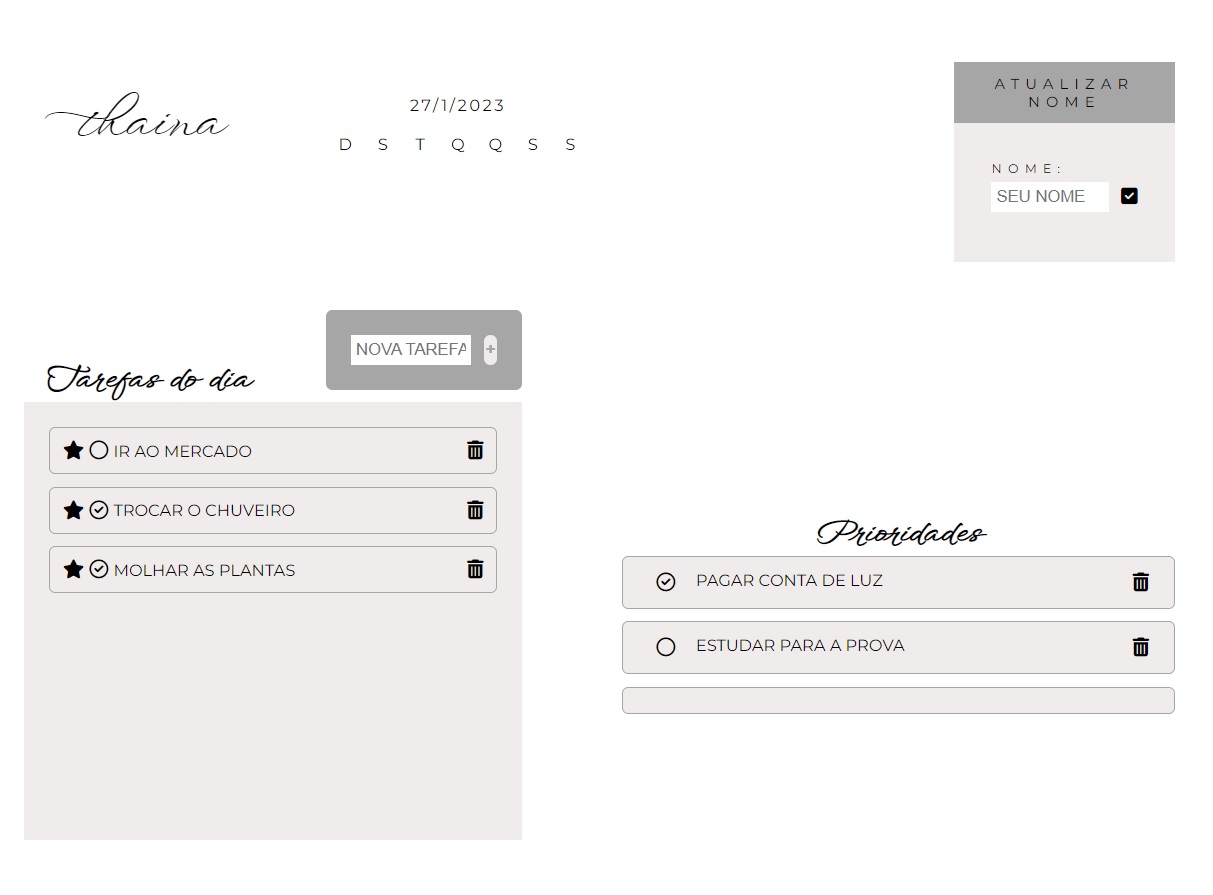 thaina
27/1/2023
D S T Q Q S S
ATUALIZAR
NOME
NOME:
SEU NOME
NOVA TAREFA
+
Tarefas do dia
IR AO MERCADO
TROCAR O CHUVEIRO
MOLHAR AS PLANTAS
Prioridades
PAGAR CONTA DE LUZ
ESTUDAR PARA A PROVA